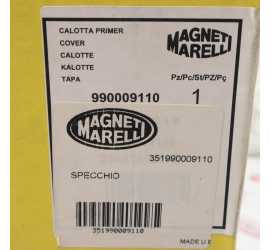 CALOTTA PRIMER
COVER
CALOTTE
KALOTTE
TAPA
MAGNETI
MARELLI
Pz/Pc/St/PZ/Pç
990009110 1
MAGNETI
MARELLI
351990009110
SPECCHIO
351990009110
MADE